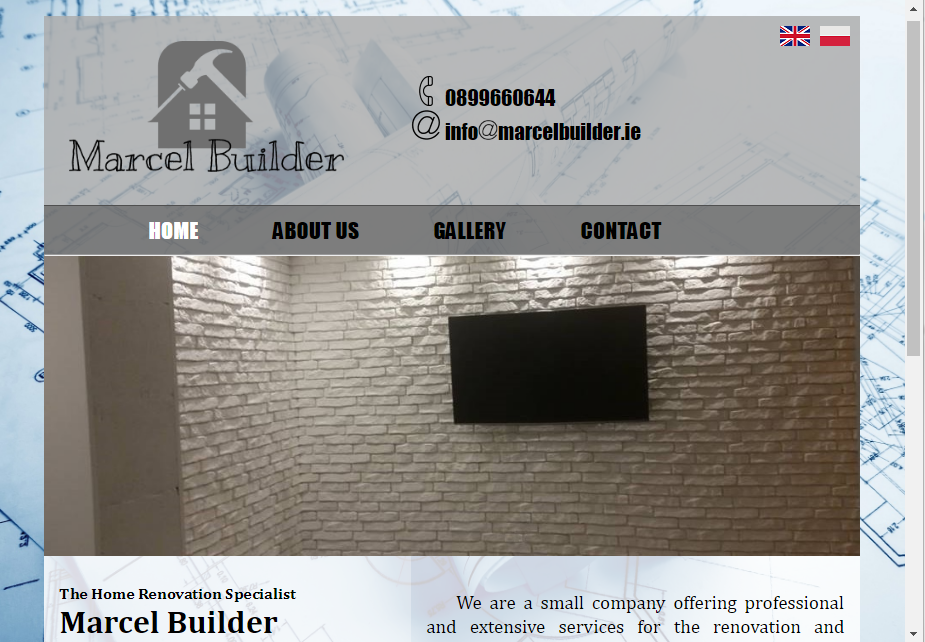 Marcel Builder
0899660644
info@marcelbuilder.ie
HOME ABOUT US GALLERY CONTACT
The Home Renovation Specialist
Marcel Builder
We are a small company offering professional
and extensive services for the renovation and